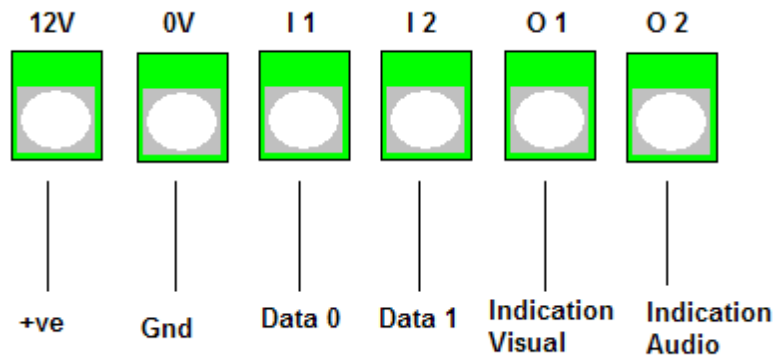 12V 0V I 1 I 2 O 1 O 2
+ve Gnd Data 0 Data 1 Indication Visual Indication Audio